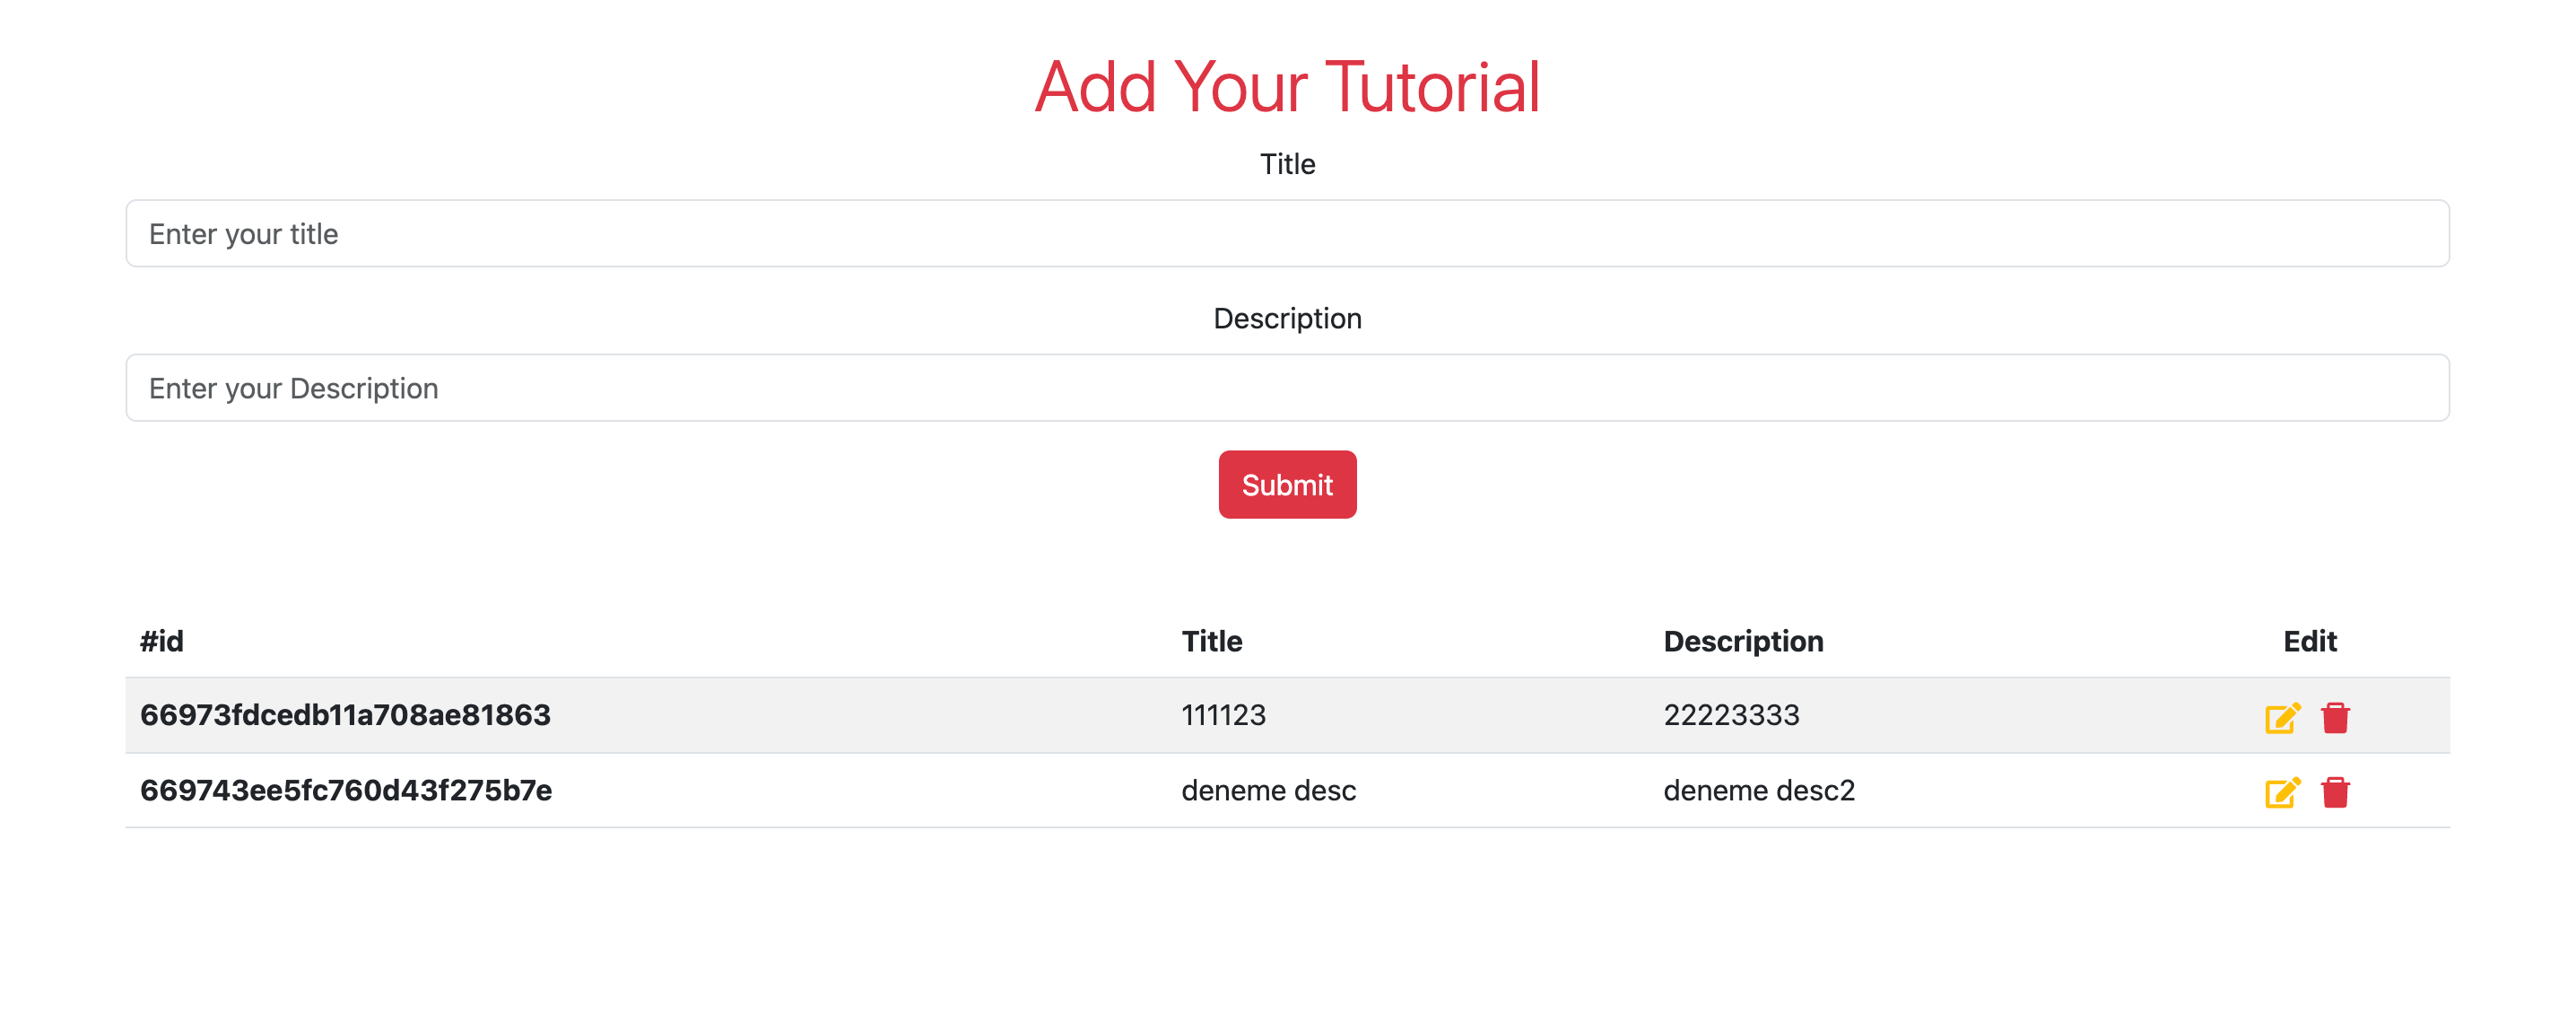 Add Your Tutorial
Title
Enter your title
Description
Enter your Description
Submit
#id Title Description Edit
66973fdcedb11a708ae81863 111123 22223333
669743ee5fc760d43f275b7e deneme desc deneme desc2